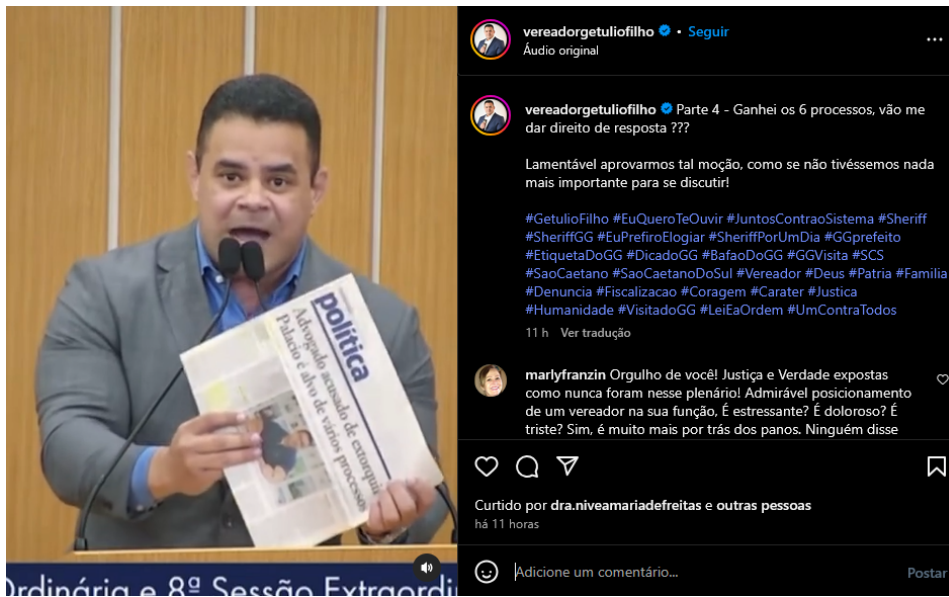 política
Advogado acusado de extorquir
Palacio é alvo de vários processos
Ordinária e 8ª Sessão Extraordi
vereadorgetuliofilho • Seguir
Áudio original
vereadorgetuliofilho Parte 4 - Ganhei os 6 processos, vão me
dar direito de resposta ???
Lamentável aprovarmos tal moção, como se não tivéssemos nada
mais importante para se discutir!
#GetulioFilho #EuQueroTeOuvir #JuntosContraoSistema #Sheriff
#SheriffGG #EuPrefiroElogiar #SheriffPorUmDia #GGprefeito
#EtiquetaDoGG #DicadoGG #BafaoDoGG #GGVisita #SCS
#SaoCaetano #SaoCaetanoDoSul #Vereador #Deus #Patria #Familia
#Denuncia #Fiscalizacao #Coragem #Carater #Justica
#Humanidade #VisitadoGG #LeiEaOrdem #UmContraTodos
11 h Ver tradução
marlyfranzin Orgulho de você! Justiça e Verdade expostas
como nunca foram nesse plenário! Admirável posicionamento
de um vereador na sua função, É estressante? É doloroso? É
triste? Sim, é muito mais por trás dos panos. Ninguém disse
Curtido por dra.niveamariadefreitas e outras pessoas
há 11 horas
Adicione um comentário...
Postar